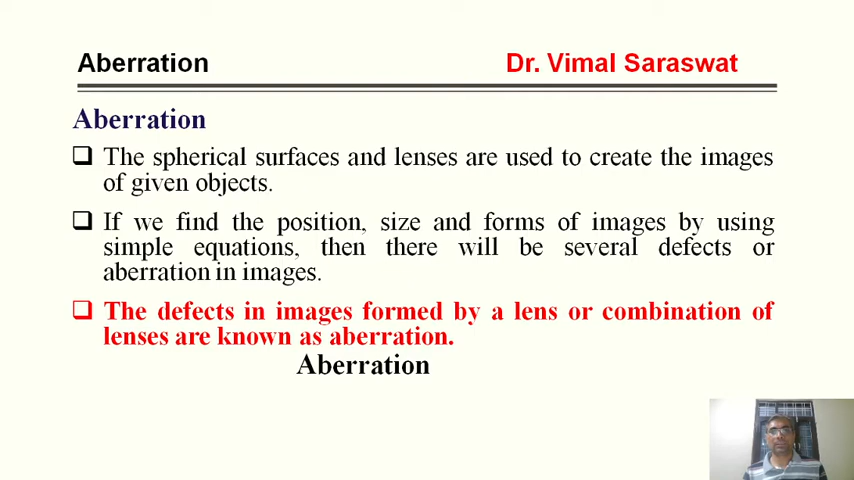 Aberration Dr. Vimal Saraswat
Aberration
The spherical surfaces and lenses are used to create the images
of given objects.
If we find the position, size and forms of images by using
simple equations, then there will be several defects or
aberration in images.
The defects in images formed by a lens or combination of
lenses are known as aberration.
Aberration